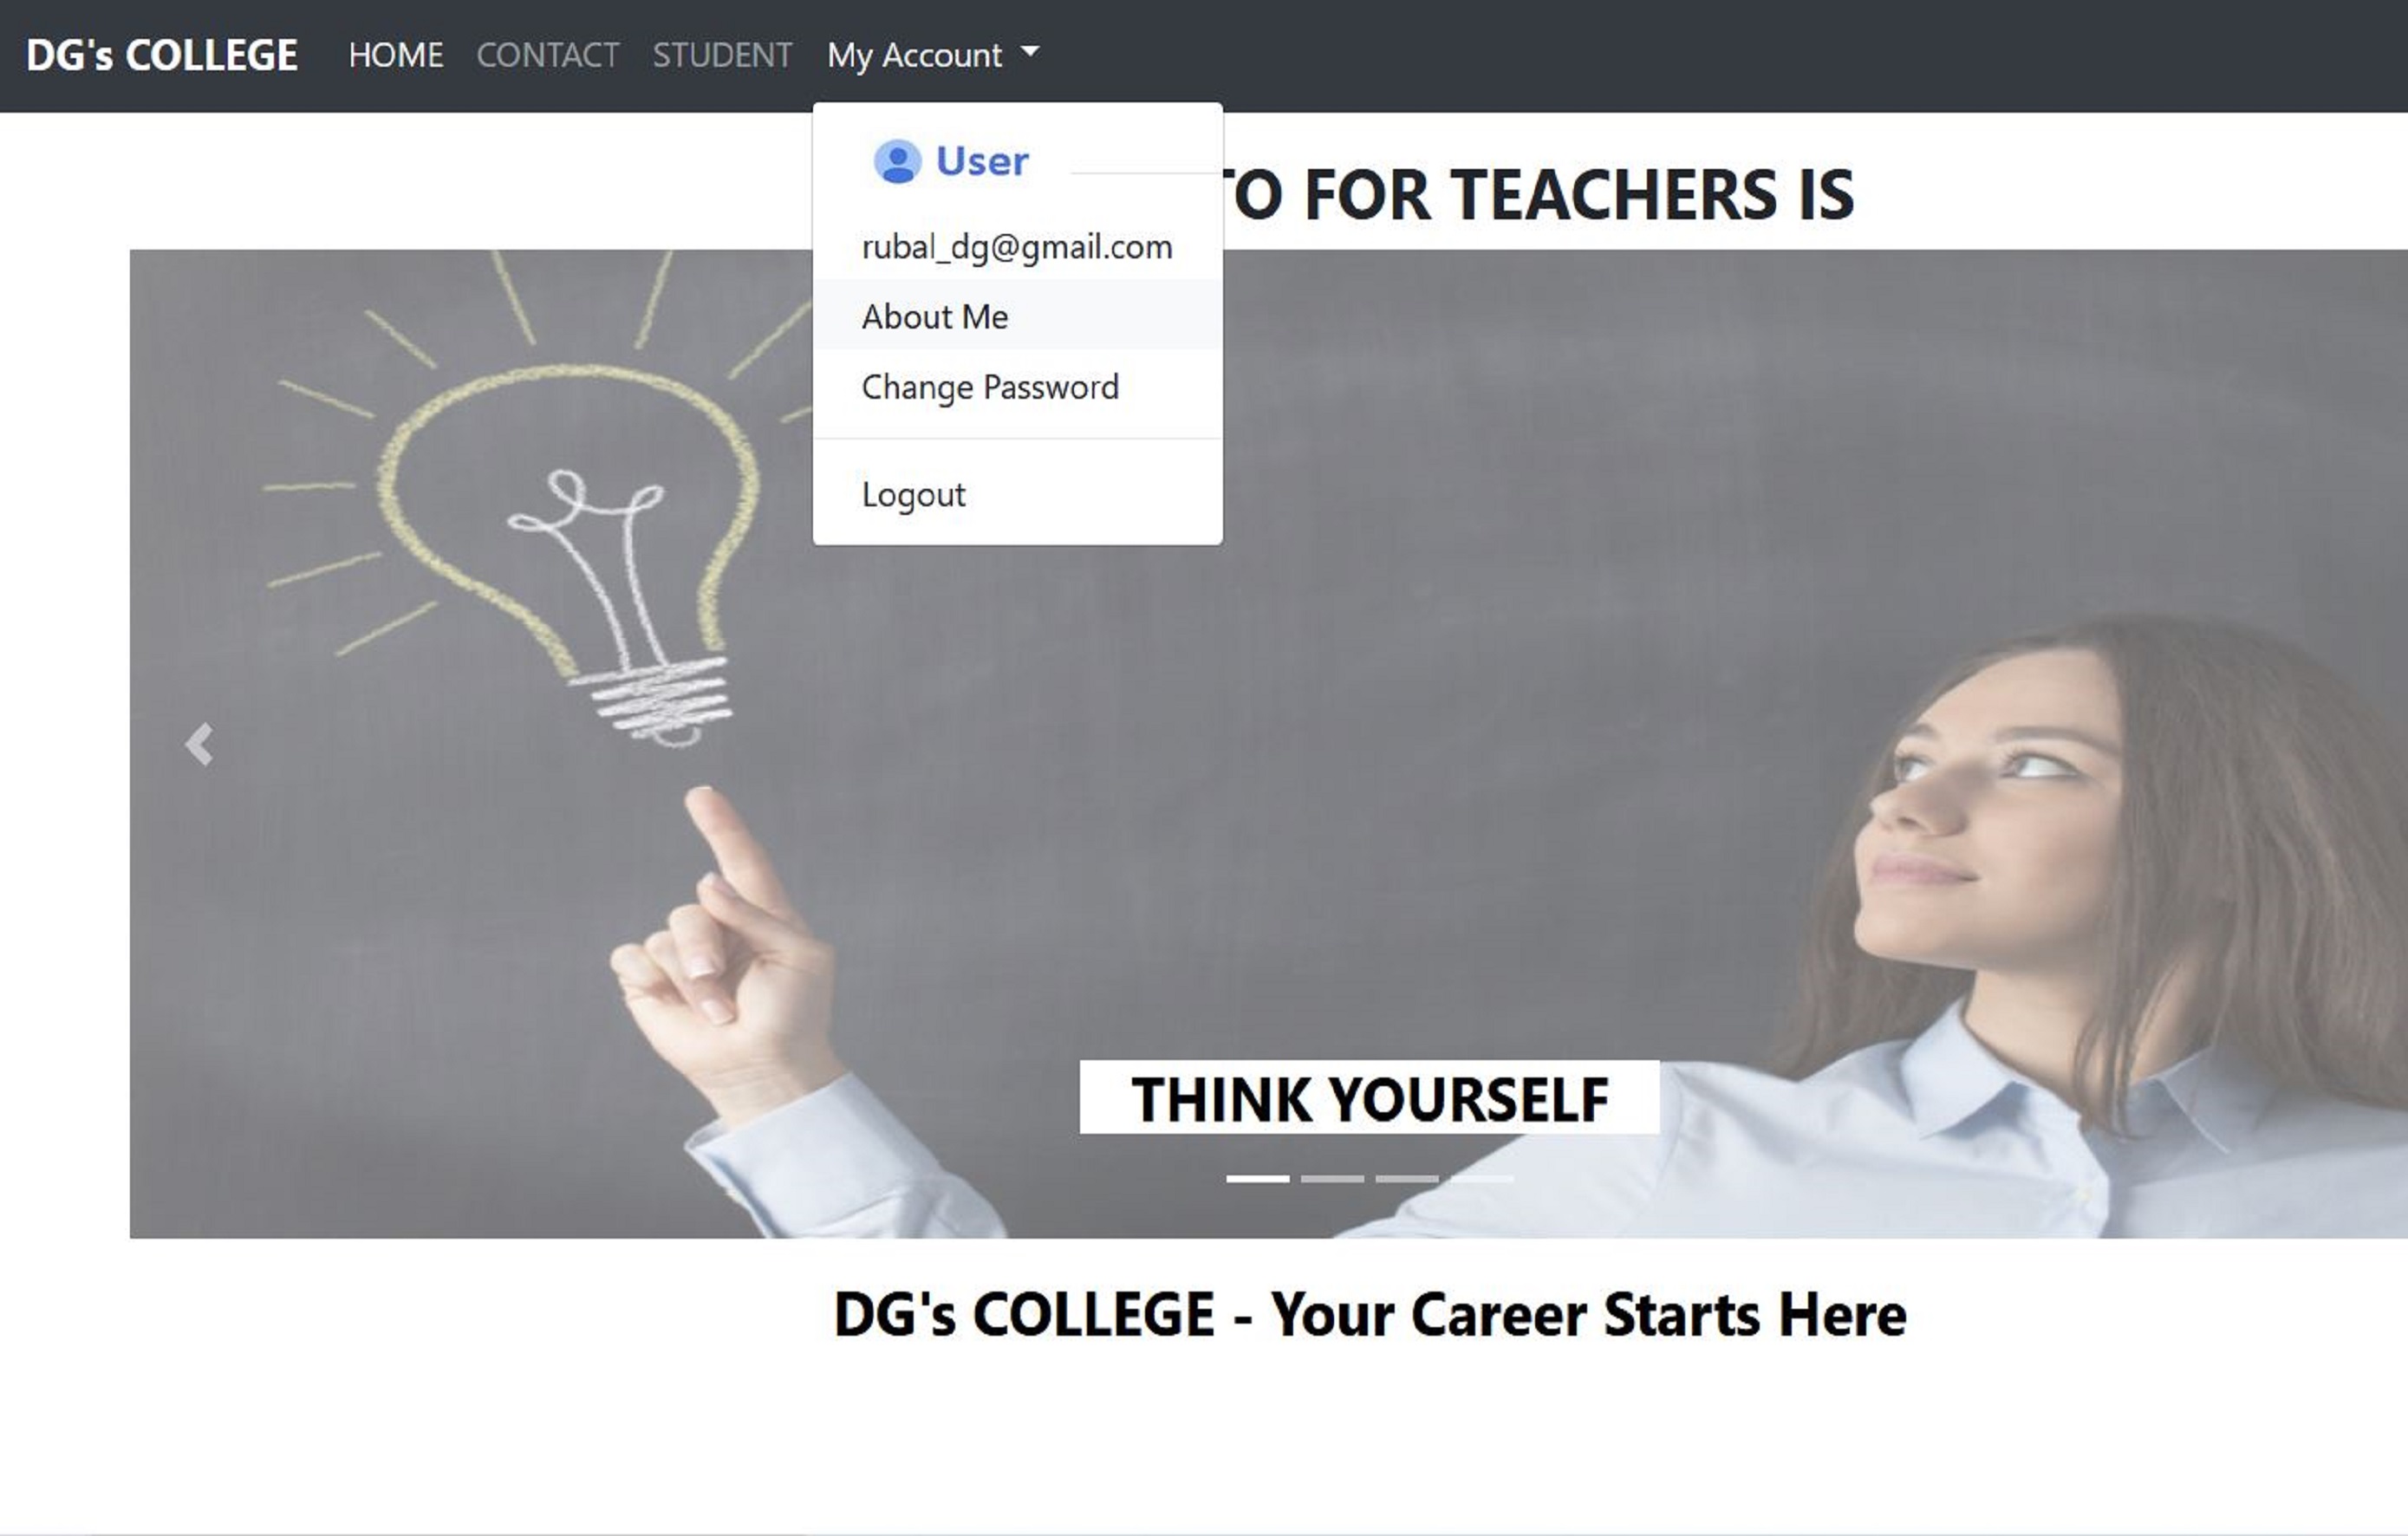 DG's COLLEGE HOME CONTACT STUDENT My Account
User
TO FOR TEACHERS IS
rubal_dg@gmail.com
About Me
Change Password
Logout
THINK YOURSELF
DG's COLLEGE - Your Career Starts Here